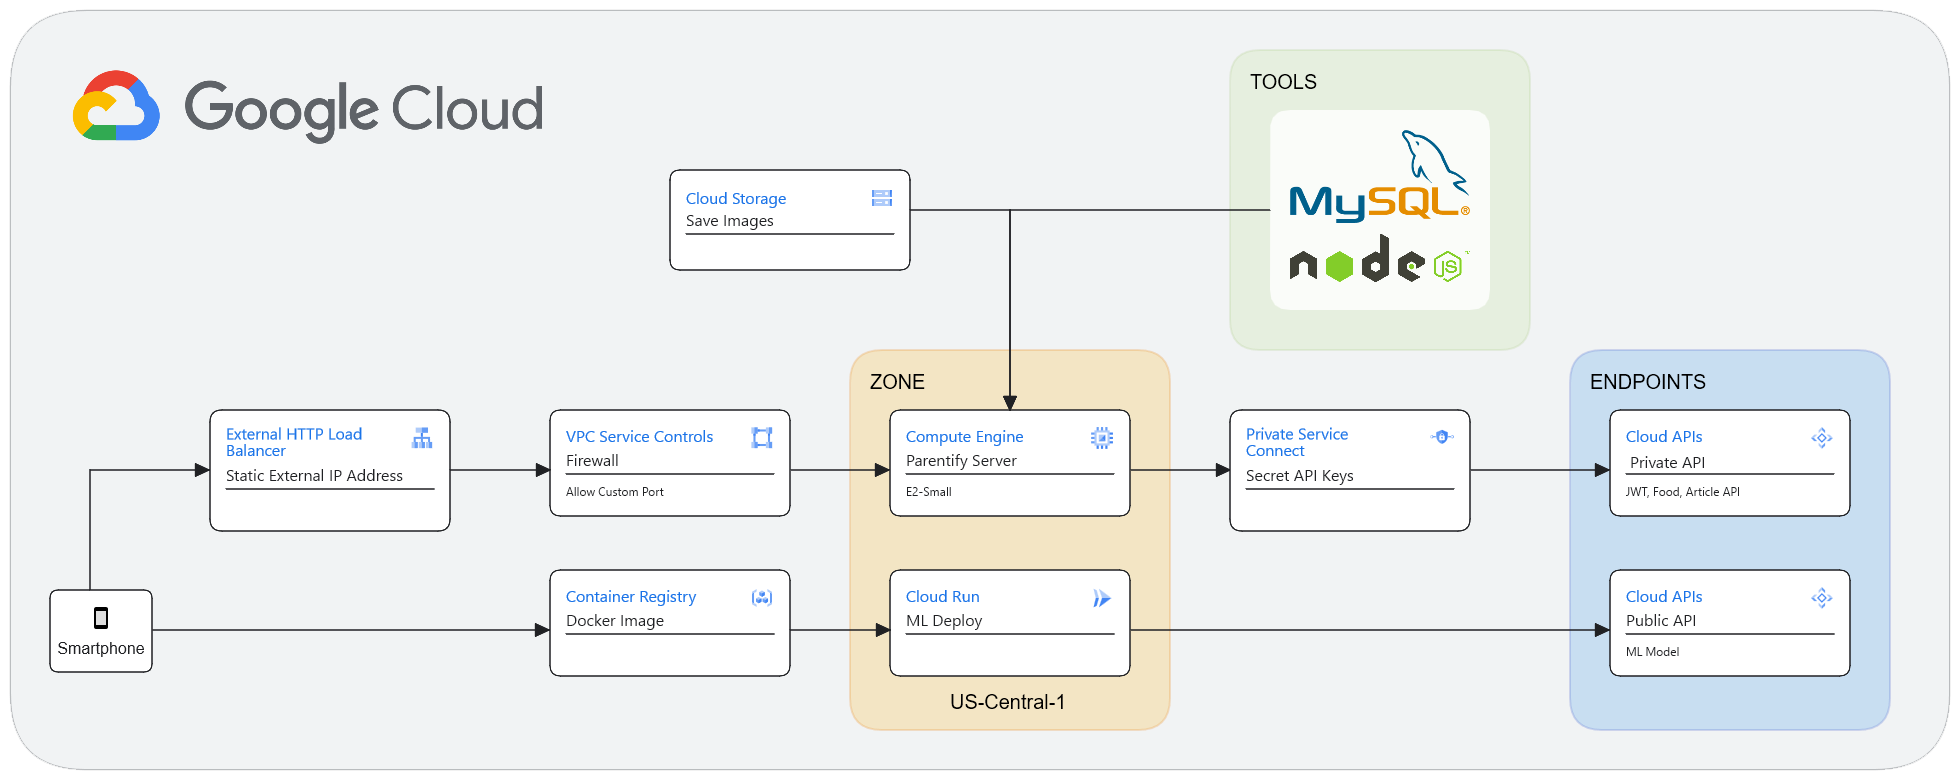 Google Cloud
TOOLS
MySQL®
node
JS
™
Cloud Storage
Save Images
ZONE
ENDPOINTS
External HTTP Load
Balancer
Static External IP Address
VPC Service Controls
Firewall
Allow Custom Port
Compute Engine
Parentify Server
E2-Small
Private Service
Connect
Secret API Keys
Cloud APIs
Private API
JWT, Food, Article API
Smartphone
Container Registry
Docker Image
Cloud Run
ML Deploy
Cloud APIs
Public API
ML Model
US-Central-1